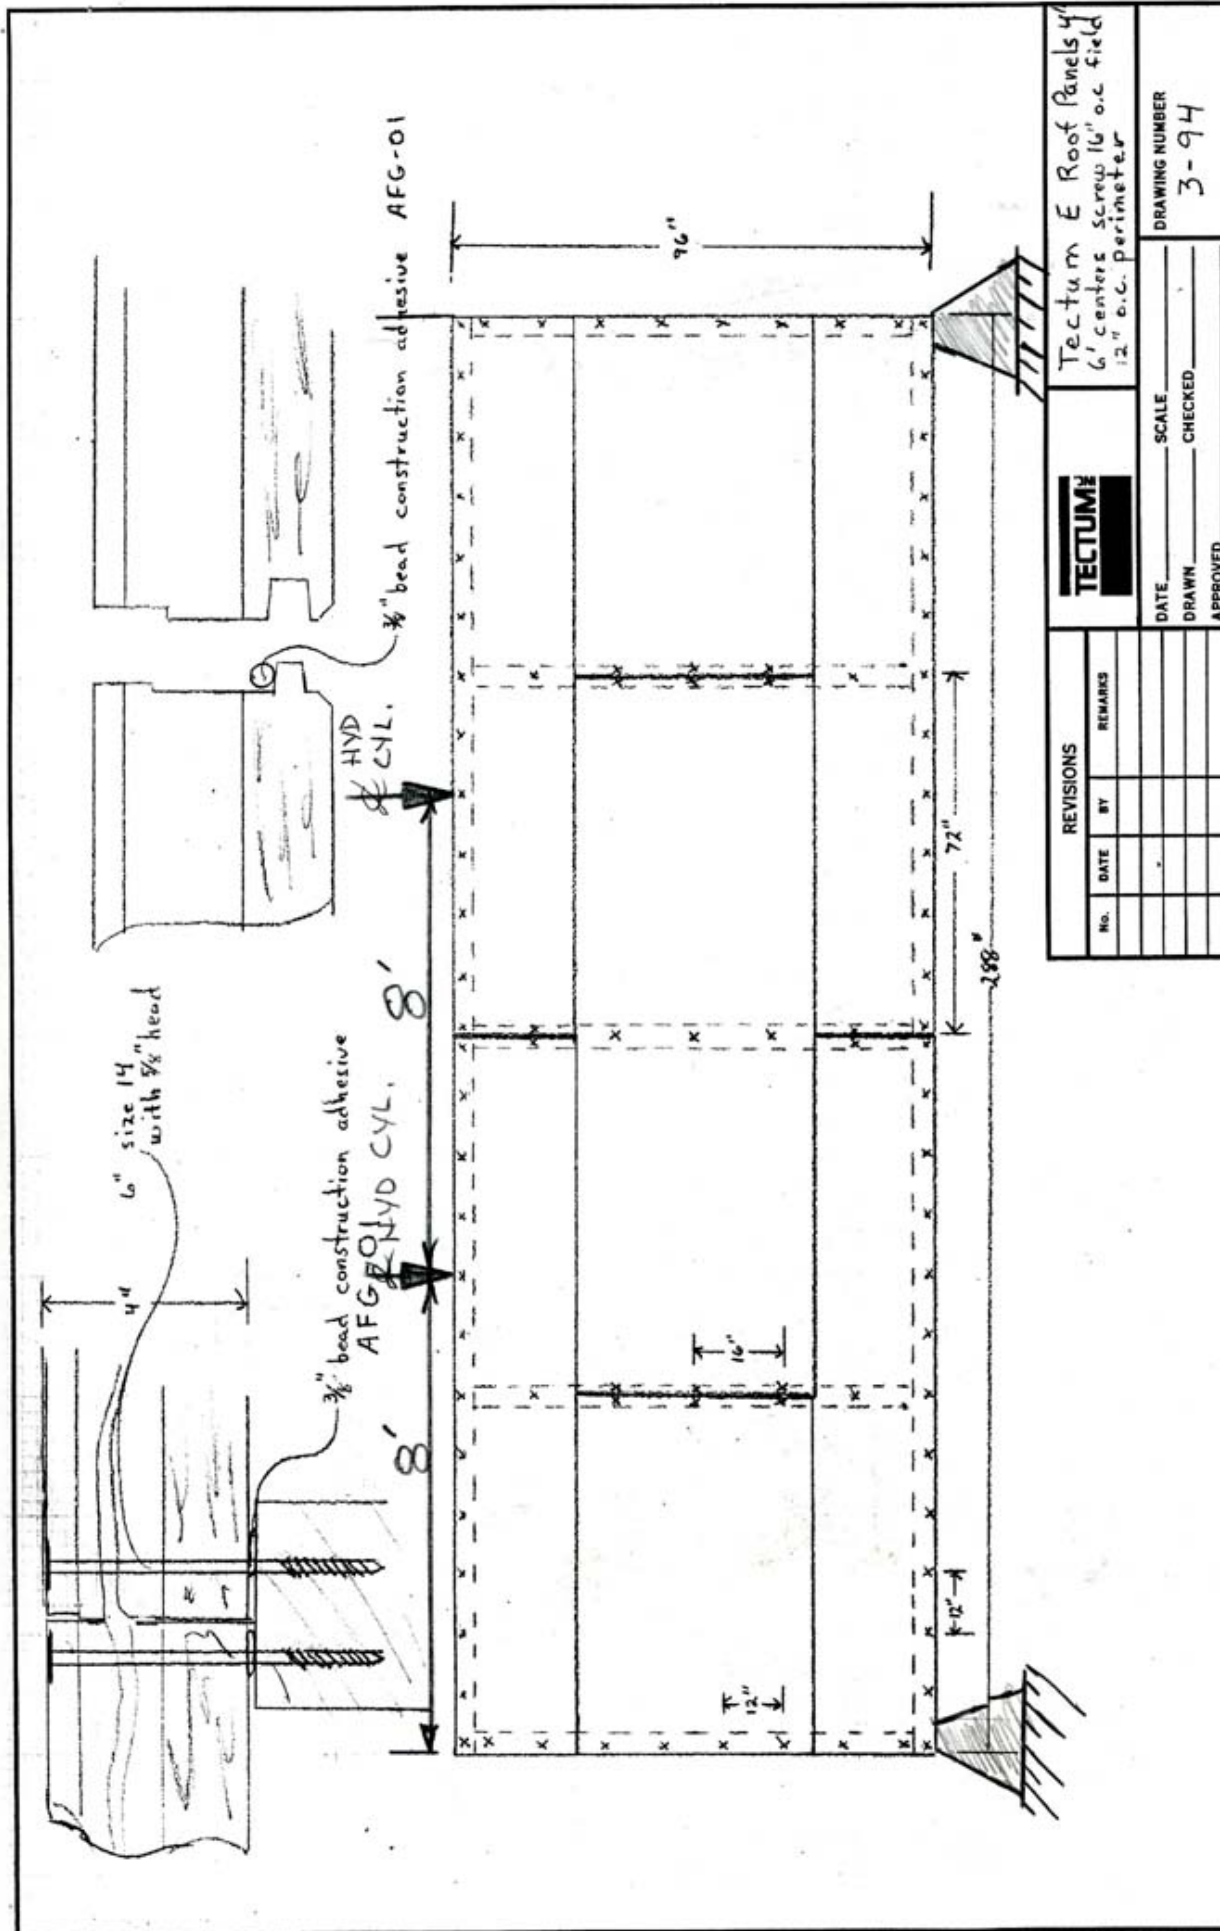 6" size 14
with 5/8" head
4"
3/8" bead construction adhesive
AFG-01
3/8" bead construction adhesive AFG-01
HYD CYL.
HYD
CYL.
8'
8'
96"
72"
16"
12"
12"
288"
REVISIONS
No. DATE BY REMARKS
TECTUM INC
Tectum E Roof Panels 4"
6' centers screw 16" o.c. field
12" o.c. perimeter
DATE SCALE
DRAWN CHECKED
APPROVED
DRAWING NUMBER
3-94